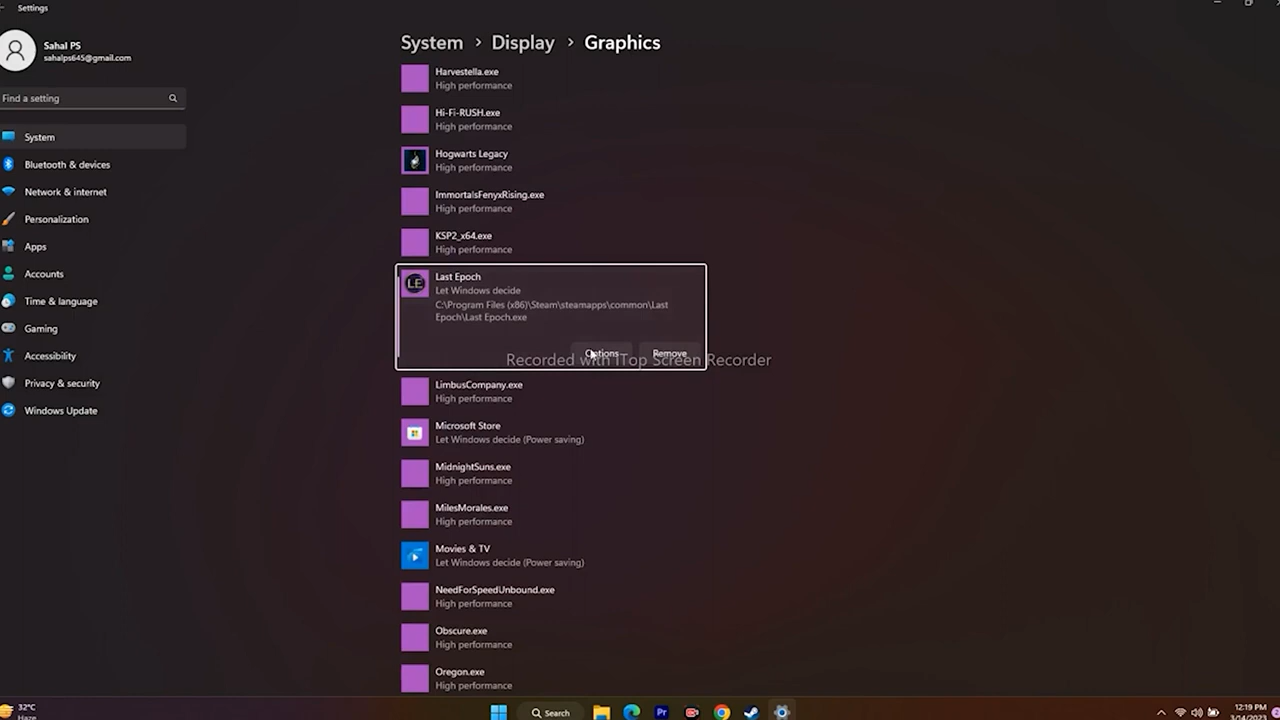 Settings
Sahal PS
sahalps645@gmail.com
Find a setting
System
Bluetooth & devices
Network & internet
Personalization
Apps
Accounts
Time & language
Gaming
Accessibility
Privacy & security
Windows Update
System > Display > Graphics
Harvestella.exe
High performance
Hi-Fi-RUSH.exe
High performance
Hogwarts Legacy
High performance
ImmortalsFenyxRising.exe
High performance
KSP2_x64.exe
High performance
LE
Last Epoch
Let Windows decide
C:\Program Files (x86)\Steam\steamapps\common\Last
Epoch\Last Epoch.exe
Options Remove
Recorded with iTop Screen Recorder
LimbusCompany.exe
High performance
Microsoft Store
Let Windows decide (Power saving)
MidnightSuns.exe
High performance
MilesMorales.exe
High performance
Movies & TV
Let Windows decide (Power saving)
NeedForSpeedUnbound.exe
High performance
Obscure.exe
High performance
Oregon.exe
High performance
32°C
Haze
Search
Pr
12:19 PM